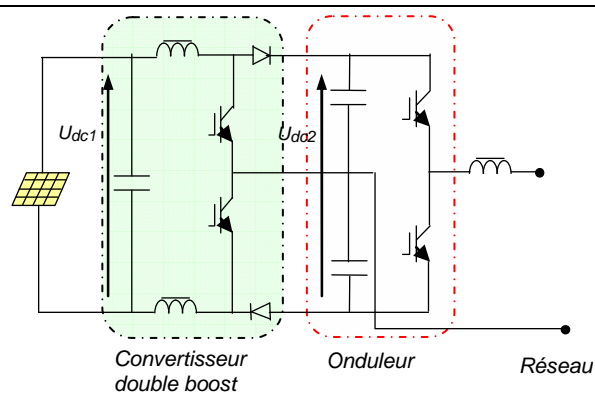 Udc1
Udc2
Convertisseur
double boost
Onduleur
Réseau